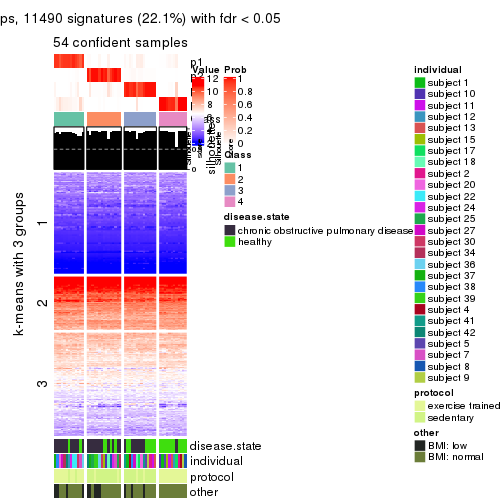 ps, 11490 signatures (22.1%) with fdr < 0.05
54 confident samples
p1
p2
p3
p4
Class
silhouette
k-means with 3 groups
1
2
3
disease.state
individual
protocol
other
Value
12
10
8
6
4
2
0
Prob
1
0.8
0.6
0.4
0.2
0
Class
1
2
3
4
disease.state
chronic obstructive pulmonary disease
healthy
individual
subject 1
subject 10
subject 11
subject 12
subject 13
subject 15
subject 17
subject 18
subject 2
subject 20
subject 22
subject 24
subject 25
subject 27
subject 30
subject 34
subject 36
subject 37
subject 38
subject 39
subject 4
subject 41
subject 42
subject 5
subject 7
subject 8
subject 9
protocol
exercise trained
sedentary
other
BMI: low
BMI: normal